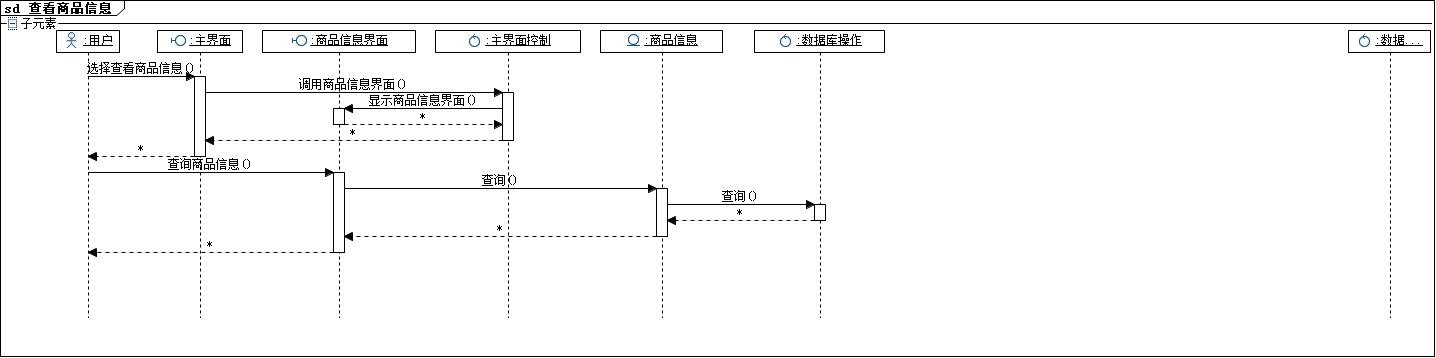 sd 查看商品信息
子元素
:用户
:主界面
:商品信息界面
:主界面控制
:商品信息
:数据库操作
:数据...
选择查看商品信息()
调用商品信息界面()
显示商品信息界面()
*
*
*
查询商品信息()
查询()
查询()
*
*
*